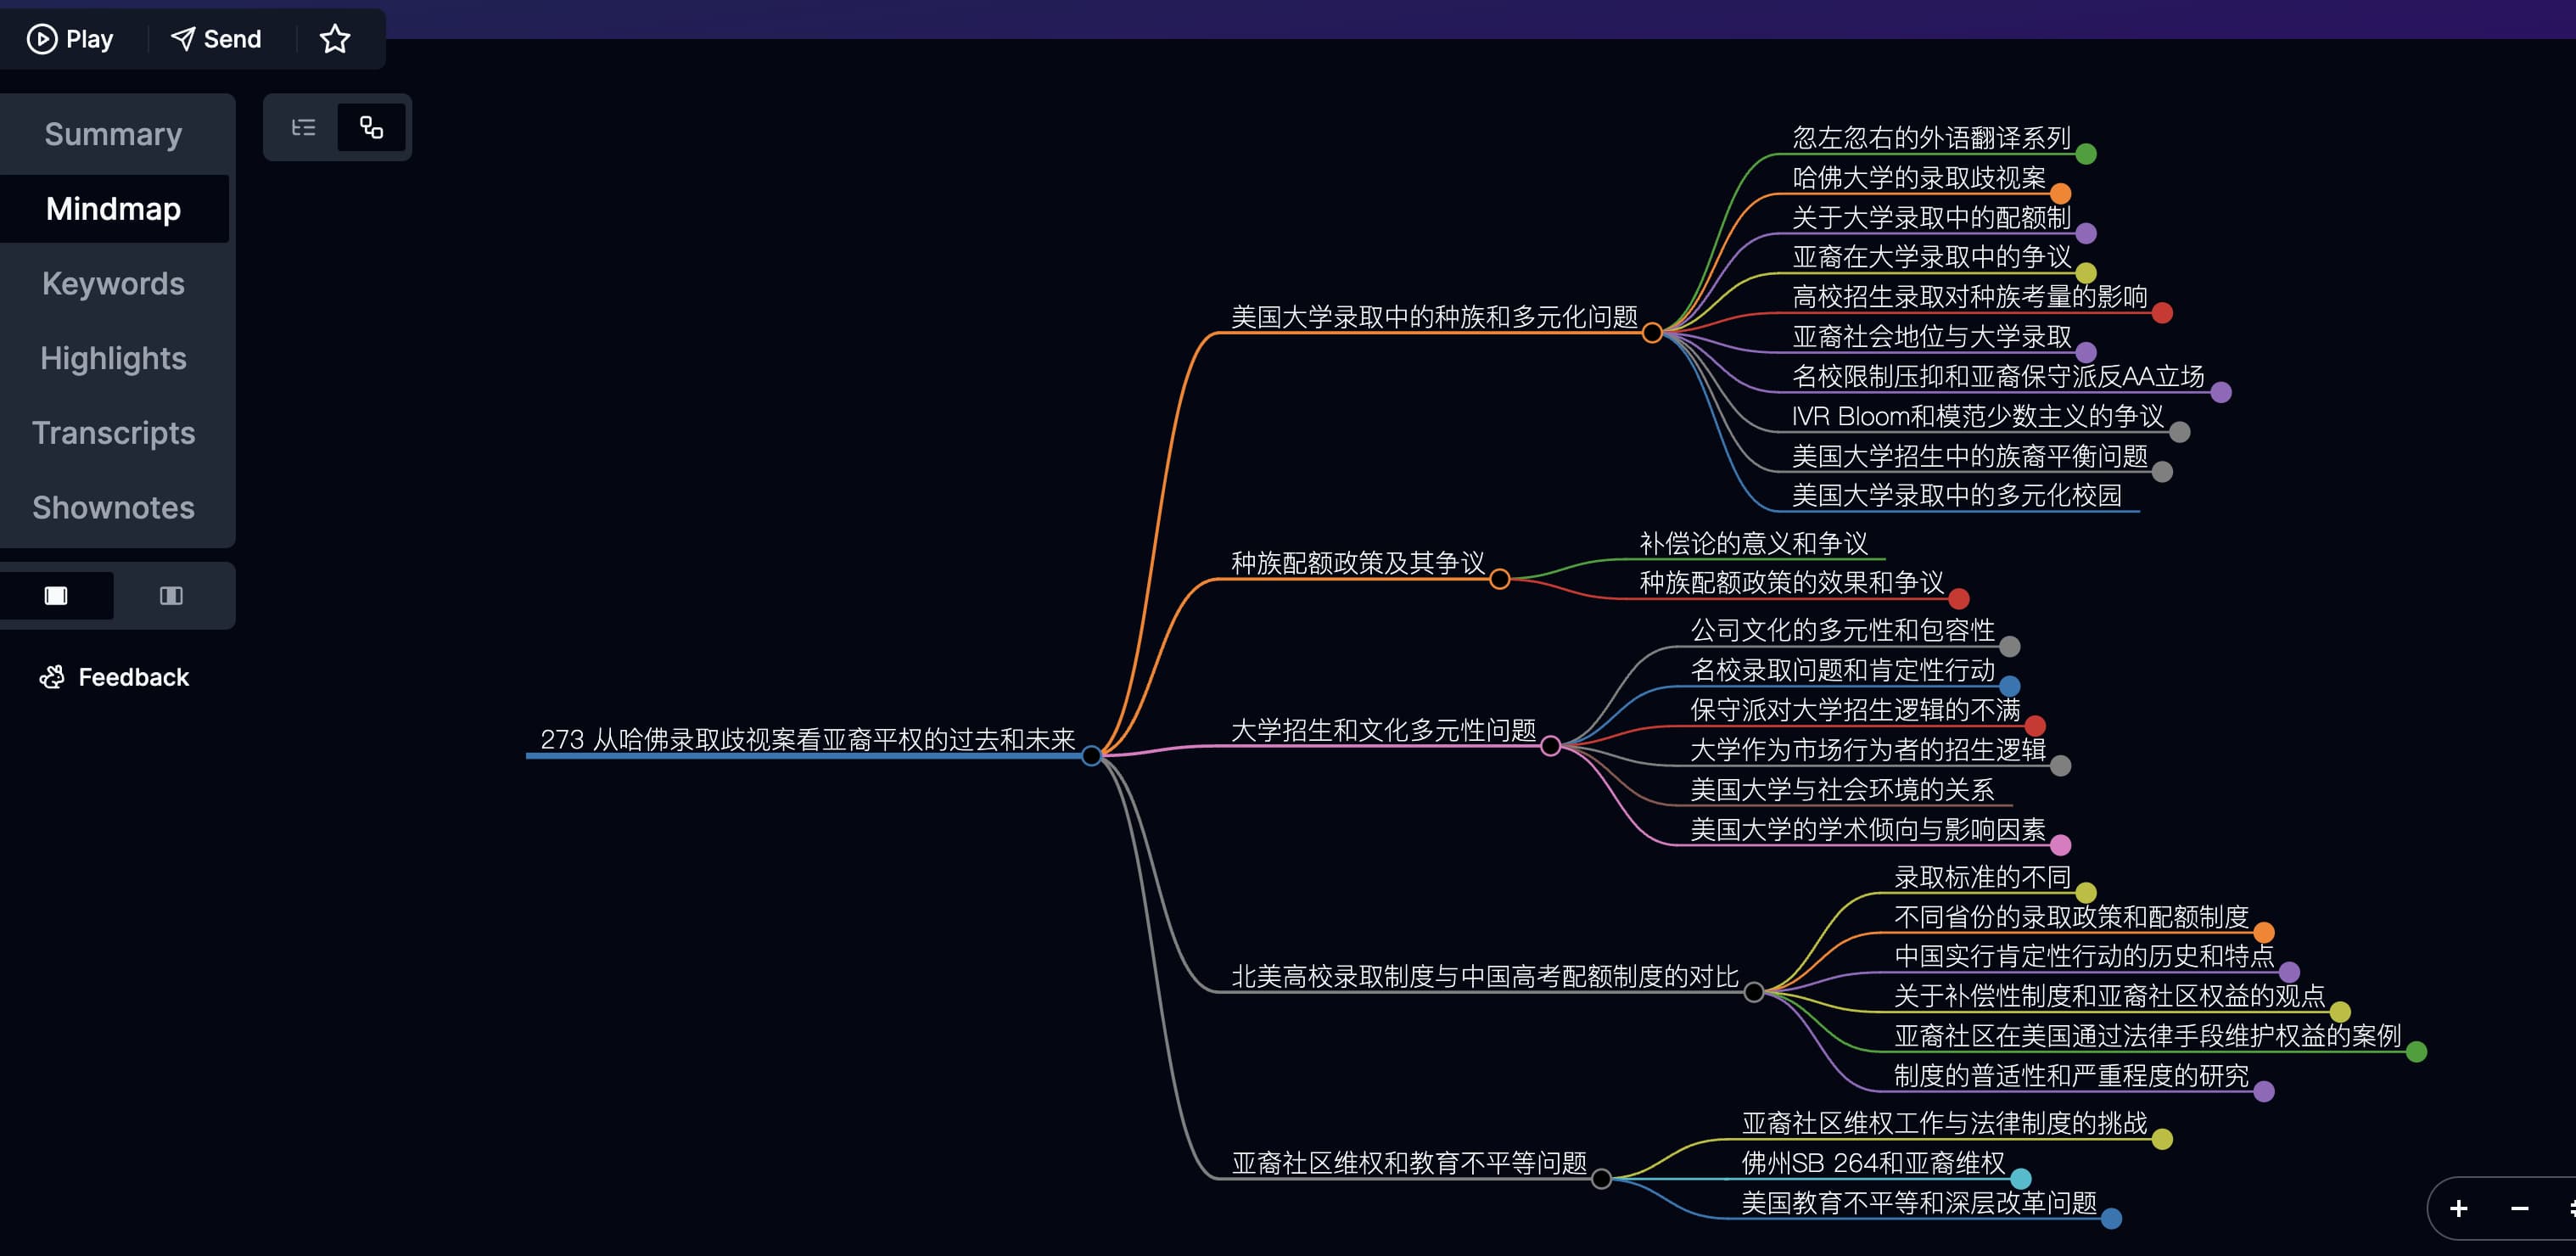 Play
Send
Summary
Mindmap
Keywords
Highlights
Transcripts
Shownotes
Feedback
273 从哈佛录取歧视案看亚裔平权的过去和未来
美国大学录取中的种族和多元化问题
忽左忽右的外语翻译系列
哈佛大学的录取歧视案
关于大学录取中的配额制
亚裔在大学录取中的争议
高校招生录取对种族考量的影响
亚裔社会地位与大学录取
名校限制压抑和亚裔保守派反AA立场
IVR Bloom和模范少数主义的争议
美国大学招生中的族裔平衡问题
美国大学录取中的多元化校园
种族配额政策及其争议
补偿论的意义和争议
种族配额政策的效果和争议
大学招生和文化多元性问题
公司文化的多元性和包容性
名校录取问题和肯定性行动
保守派对大学招生逻辑的不满
大学作为市场行为者的招生逻辑
美国大学与社会环境的关系
美国大学的学术倾向与影响因素
北美高校录取制度与中国高考配额制度的对比
录取标准的不同
不同省份的录取政策和配额制度
中国实行肯定性行动的历史和特点
关于补偿性制度和亚裔社区权益的观点
亚裔社区在美国通过法律手段维护权益的案例
制度的普适性和严重程度的研究
亚裔社区维权和教育不平等问题
亚裔社区维权工作与法律制度的挑战
佛州SB 264和亚裔维权
美国教育不平等和深层改革问题